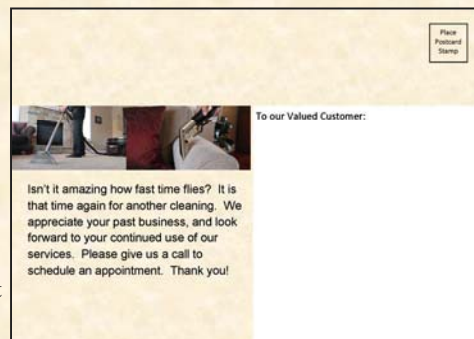 Place
Postcard
Stamp
To our Valued Customer:
Isn't it amazing how fast time flies? It is
that time again for another cleaning. We
appreciate your past business, and look
forward to your continued use of our
services. Please give us a call to
schedule an appointment. Thank you!
t